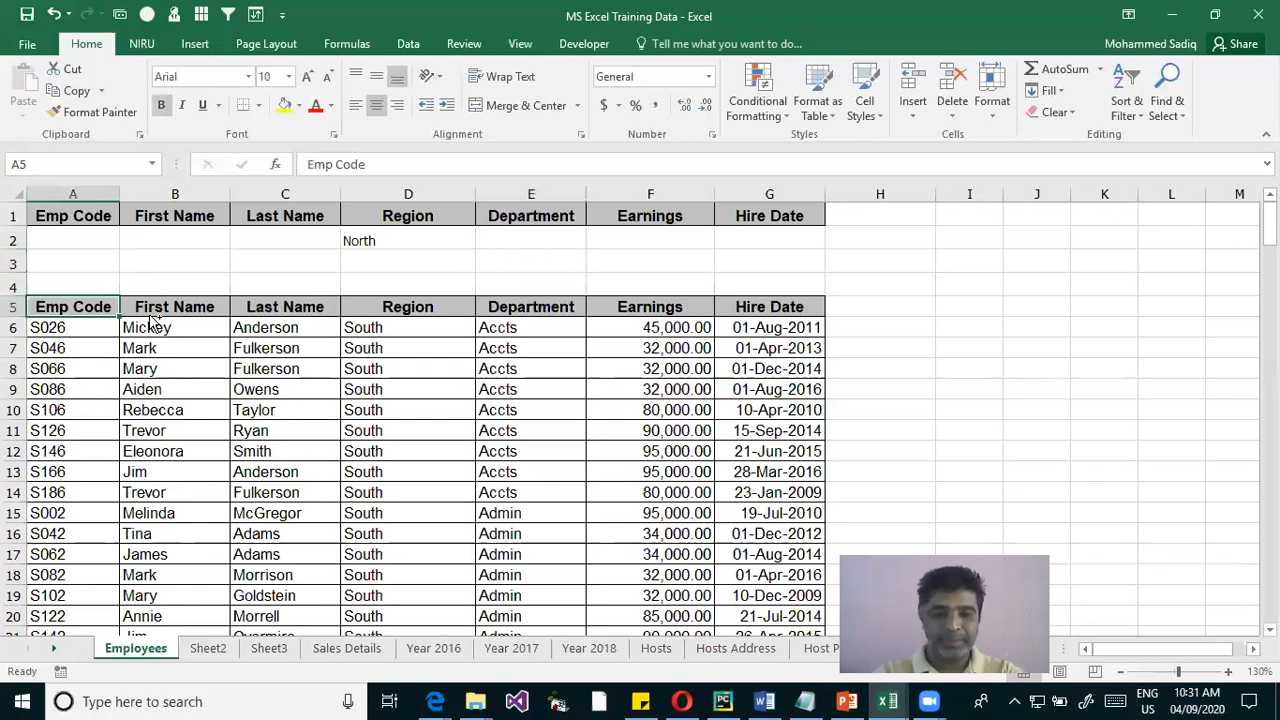 MS Excel Training Data - Excel
File Home NIRU Insert Page Layout Formulas Data Review View Developer Tell me what you want to do... Mohammed Sadiq Share
Paste Cut Copy Format Painter Clipboard
Arial 10 B I U A A A Font
Wrap Text Merge & Center Alignment
General $ % , Number
Conditional Formatting Format as Table Cell Styles Styles
Insert Delete Format Cells
AutoSum Fill Clear Sort & Filter Find & Select Editing
A5 fx Emp Code
A B C D E F G H I J K L M
1 Emp Code First Name Last Name Region Department Earnings Hire Date
2 North
3
4
5 Emp Code First Name Last Name Region Department Earnings Hire Date
6 S026 Mickey Anderson South Accts 45,000.00 01-Aug-2011
7 S046 Mark Fulkerson South Accts 32,000.00 01-Apr-2013
8 S066 Mary Fulkerson South Accts 32,000.00 01-Dec-2014
9 S086 Aiden Owens South Accts 32,000.00 01-Aug-2016
10 S106 Rebecca Taylor South Accts 80,000.00 10-Apr-2010
11 S126 Trevor Ryan South Accts 90,000.00 15-Sep-2014
12 S146 Eleonora Smith South Accts 95,000.00 21-Jun-2015
13 S166 Jim Anderson South Accts 95,000.00 28-Mar-2016
14 S186 Trevor Fulkerson South Accts 80,000.00 23-Jan-2009
15 S002 Melinda McGregor South Admin 95,000.00 19-Jul-2010
16 S042 Tina Adams South Admin 34,000.00 01-Dec-2012
17 S062 James Adams South Admin 34,000.00 01-Aug-2014
18 S082 Mark Morrison South Admin 32,000.00 01-Apr-2016
19 S102 Mary Goldstein South Admin 32,000.00 10-Dec-2009
20 S122 Annie Morrell South Admin 85,000.00 21-Jul-2014
Employees Sheet2 Sheet3 Sales Details Year 2016 Year 2017 Year 2018 Hosts Hosts Address Host P
Ready 130%
Type here to search ENG US 10:31 AM 04/09/2020